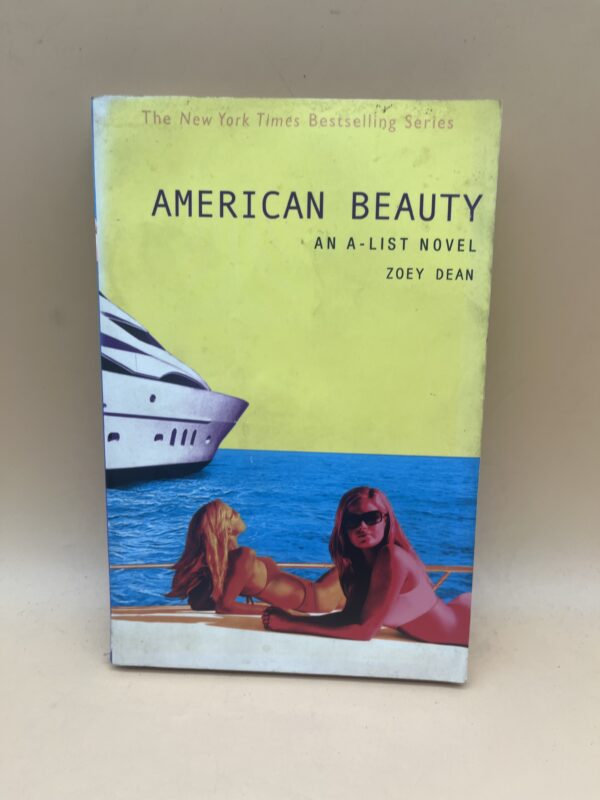 The New York Times Bestselling Series
AMERICAN BEAUTY
AN A-LIST NOVEL
ZOEY DEAN